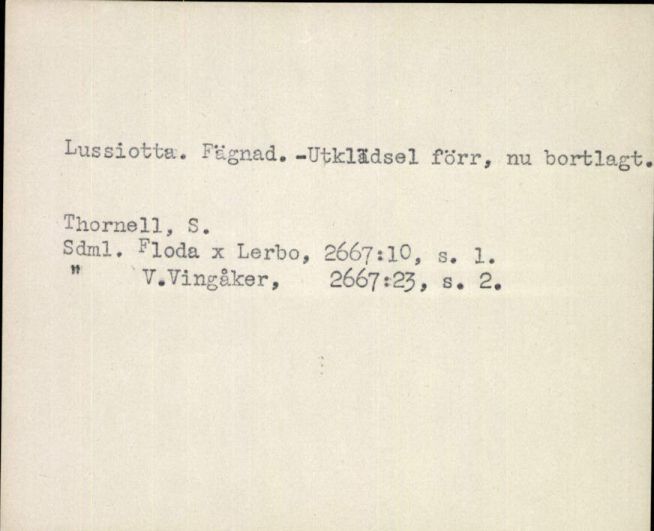 Lussiotta. Fägnad. -Utklädsel förr, nu bortlagt.
Thornell, S.
Sdml. Floda x Lerbo, 2667:10, s. 1.
" V.Vingåker, 2667:23, s. 2.